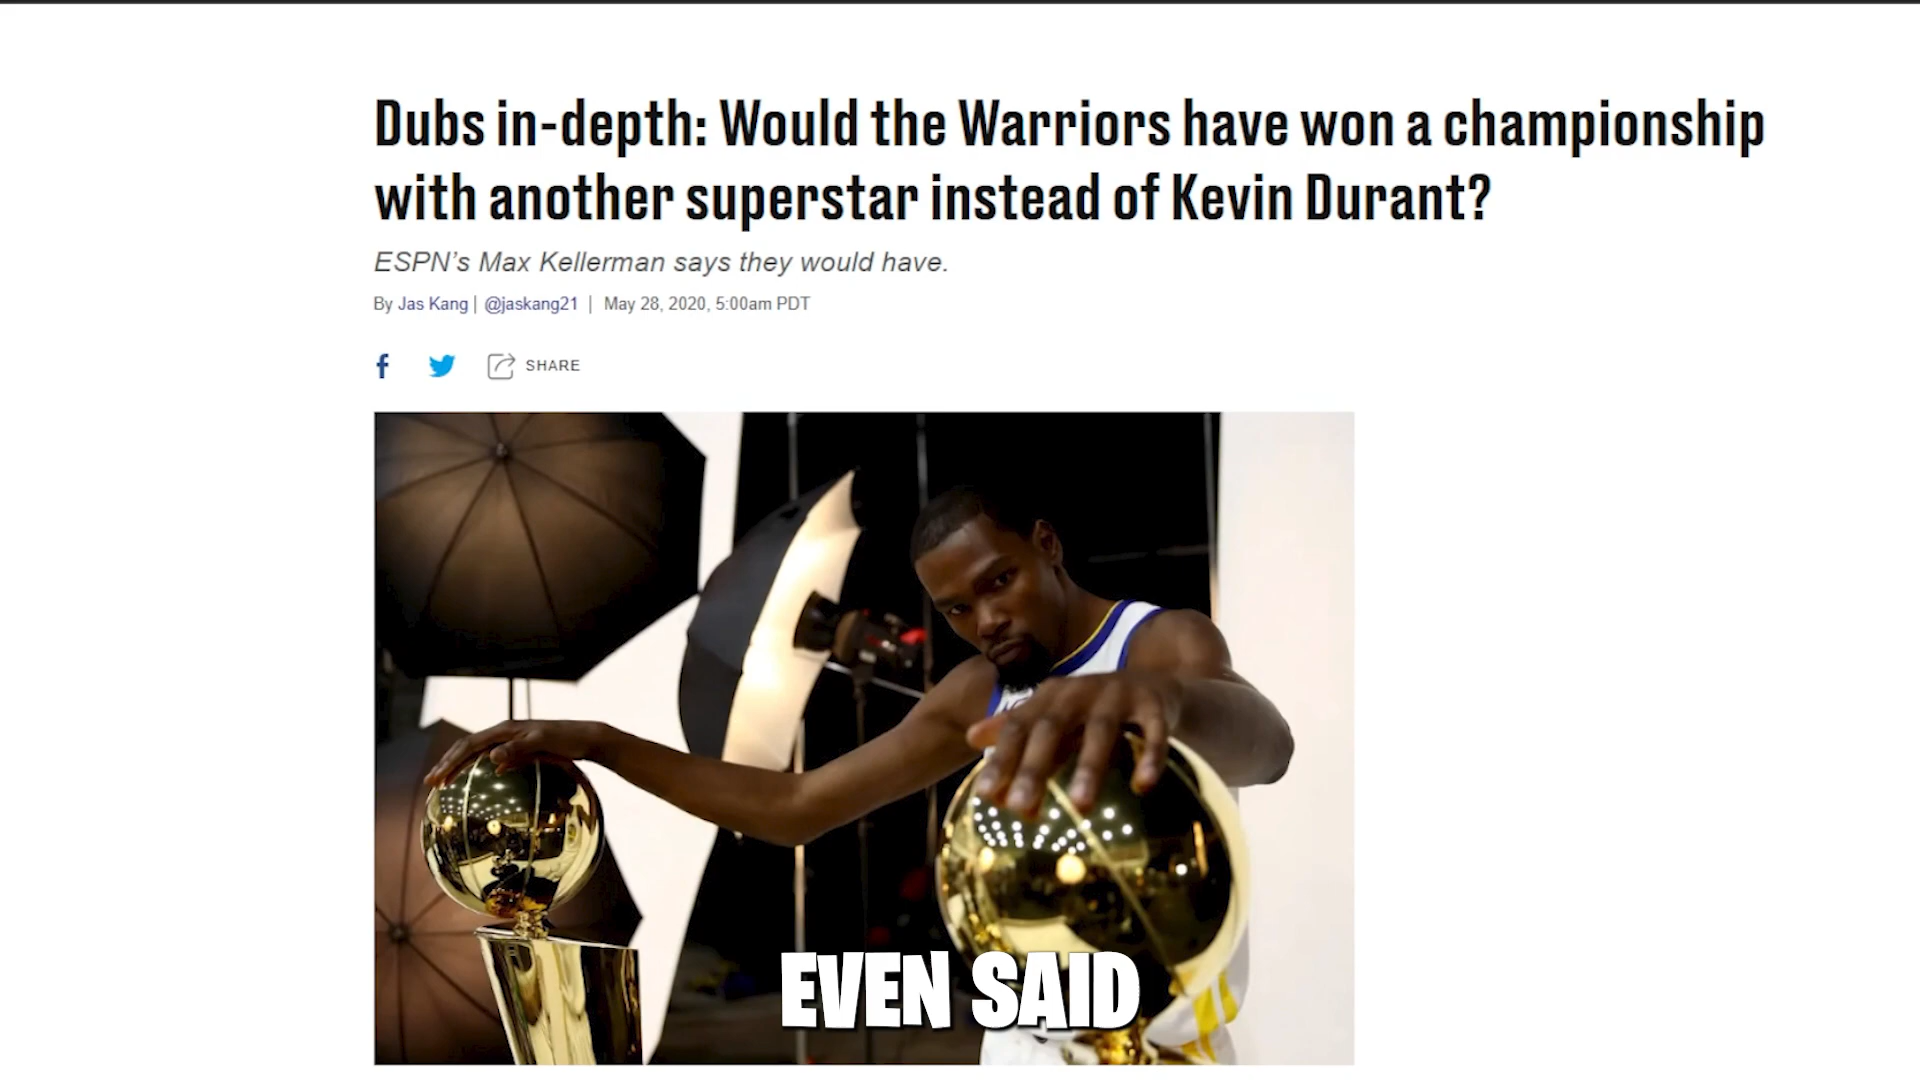 Dubs in-depth: Would the Warriors have won a championship
with another superstar instead of Kevin Durant?
ESPN’s Max Kellerman says they would have.
By Jas Kang | @jaskang21 | May 28, 2020, 5:00am PDT
SHARE
EVEN SAID